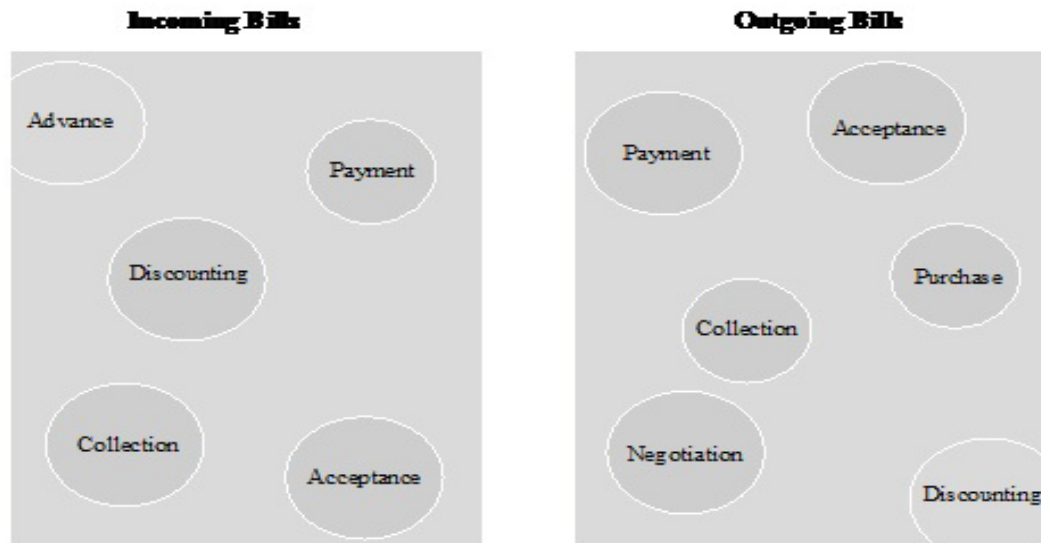 Incoming Bills
Advance
Payment
Discounting
Collection
Acceptance
Outgoing Bills
Payment
Acceptance
Purchase
Collection
Negotiation
Discounting